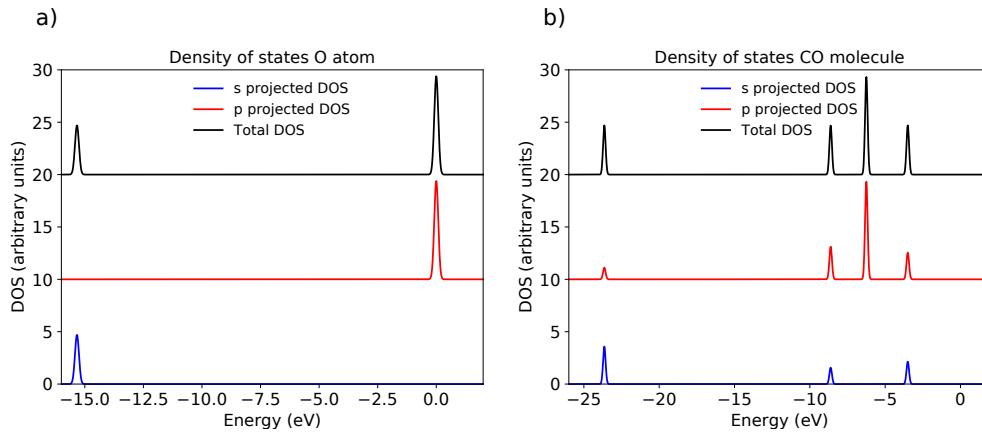 a)
Density of states O atom
DOS (arbitrary units)
30
25
20
15
10
5
0
s projected DOS
p projected DOS
Total DOS
−15.0 −12.5 −10.0 −7.5 −5.0 −2.5 0.0
Energy (eV)
b)
Density of states CO molecule
DOS (arbitrary units)
30
25
20
15
10
5
0
s projected DOS
p projected DOS
Total DOS
−25 −20 −15 −10 −5 0
Energy (eV)